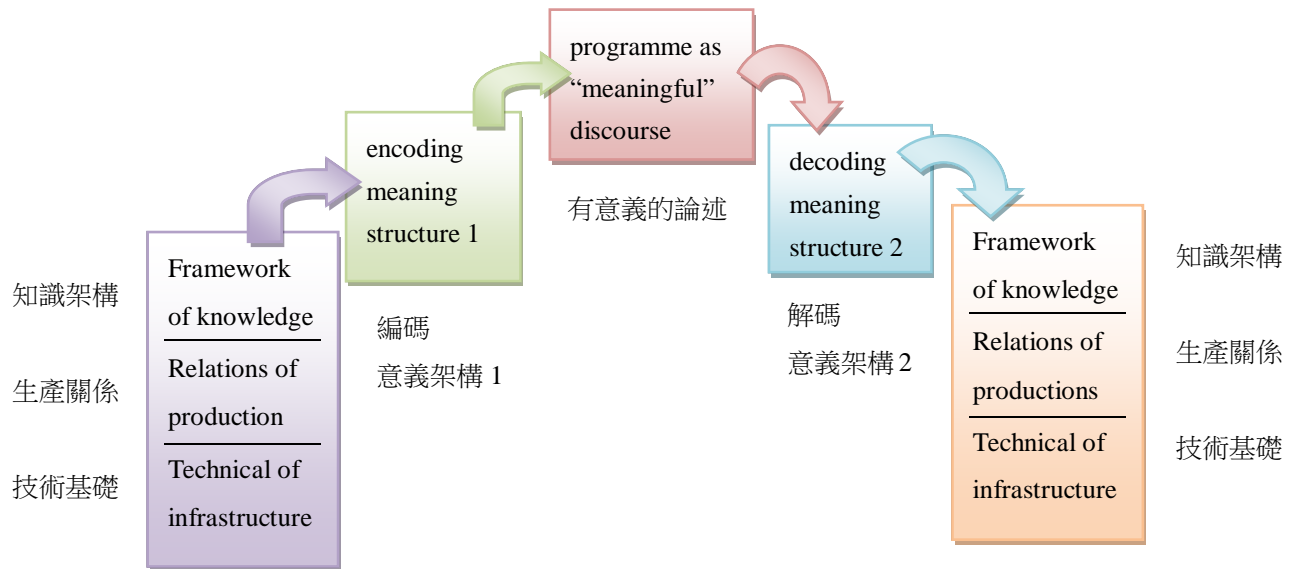 知識架構
生產關係
技術基礎
Framework
of knowledge
Relations of
production
Technical of
infrastructure
encoding
meaning
structure 1
編碼
意義架構 1
programme as
“meaningful”
discourse
有意義的論述
decoding
meaning
structure 2
解碼
意義架構 2
Framework
of knowledge
Relations of
productions
Technical of
infrastructure
知識架構
生產關係
技術基礎